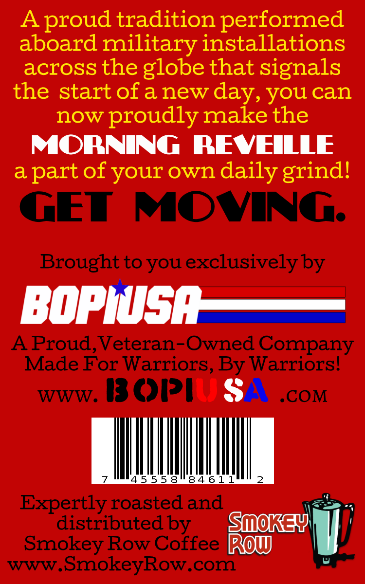 A proud tradition performed
aboard military installations
across the globe that signals
the start of a new day, you can
now proudly make the
MORNING REVEILLE
a part of your own daily grind!
GET MOVING.
Brought to you exclusively by
BOPIUSA
A Proud,Veteran-Owned Company
Made For Warriors, By Warriors!
www. BOPIUSA .com
7 45558 84611 2
Expertly roasted and
distributed by
Smokey Row Coffee
www.SmokeyRow.com
SMOKEY
ROW